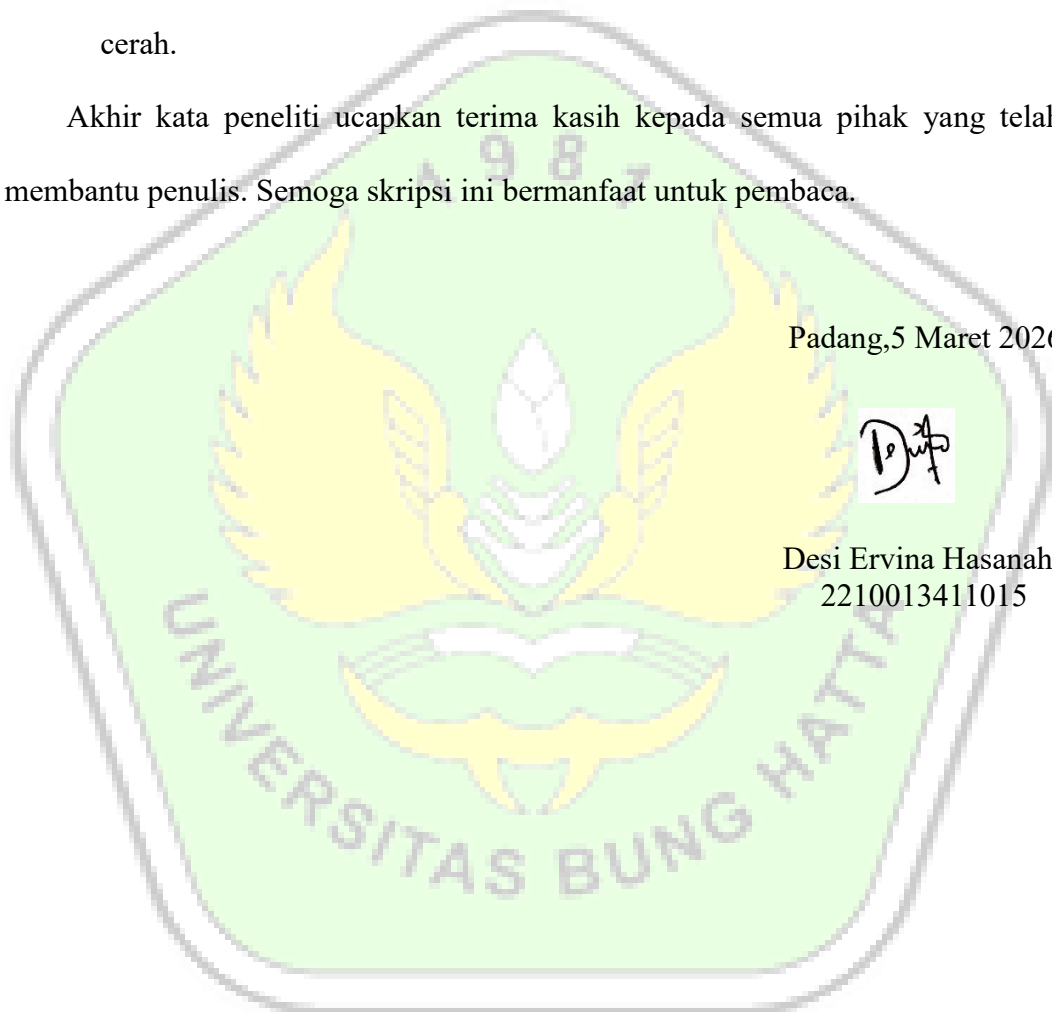 cerah.
Akhir kata peneliti ucapkan terima kasih kepada semua pihak yang telah
membantu penulis. Semoga skripsi ini bermanfaat untuk pembaca.
1981
Padang,5 Maret 2026
Desi Ervina Hasanah
2210013411015
UNIVERSITAS BUNG HATTA